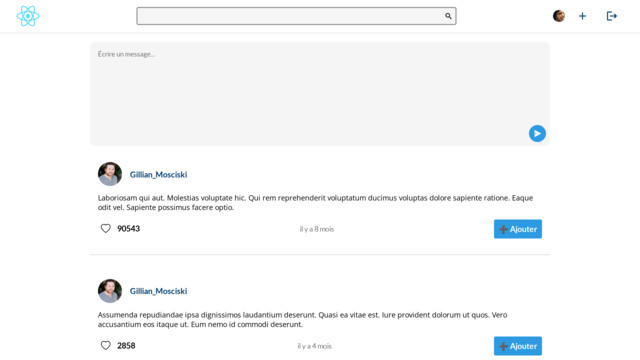 Écrire un message...
Gillian_Mosciski
Laboriosam qui aut. Molestias voluptate hic. Qui rem reprehenderit voluptatum ducimus voluptas dolore sapiente ratione. Eaque
odit vel. Sapiente possimus facere optio.
90543 il y a 8 mois ➕ Ajouter
Gillian_Mosciski
Assumenda repudiandae ipsa dignissimos laudantium deserunt. Quasi ea vitae est. Iure provident dolorum ut quos. Vero
accusantium eos itaque ut. Eum nemo id commodi deserunt.
2858 il y a 4 mois ➕ Ajouter